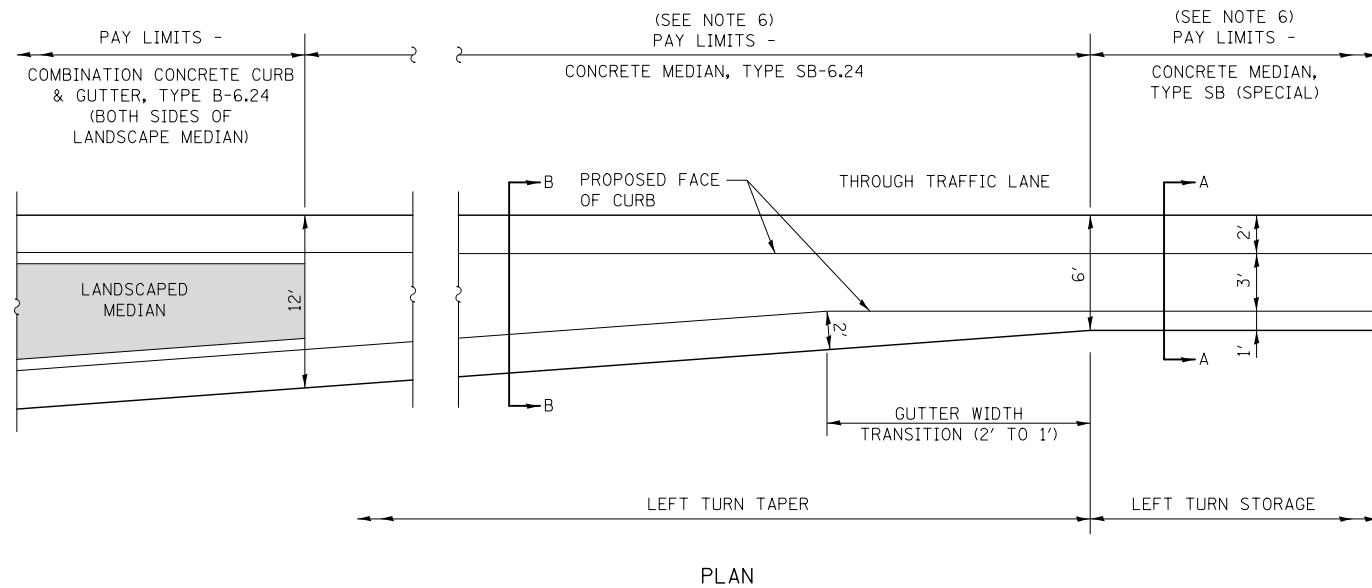 PAY LIMITS -
COMBINATION CONCRETE CURB
& GUTTER, TYPE B-6.24
(BOTH SIDES OF
LANDSCAPE MEDIAN)
(SEE NOTE 6)
PAY LIMITS -
CONCRETE MEDIAN, TYPE SB-6.24
(SEE NOTE 6)
PAY LIMITS -
CONCRETE MEDIAN,
TYPE SB (SPECIAL)
B
PROPOSED FACE
OF CURB
THROUGH TRAFFIC LANE
A
LANDSCAPED
MEDIAN
12'
6'
2'
3'
1'
2'
B
A
GUTTER WIDTH
TRANSITION (2' TO 1')
LEFT TURN TAPER
LEFT TURN STORAGE
PLAN